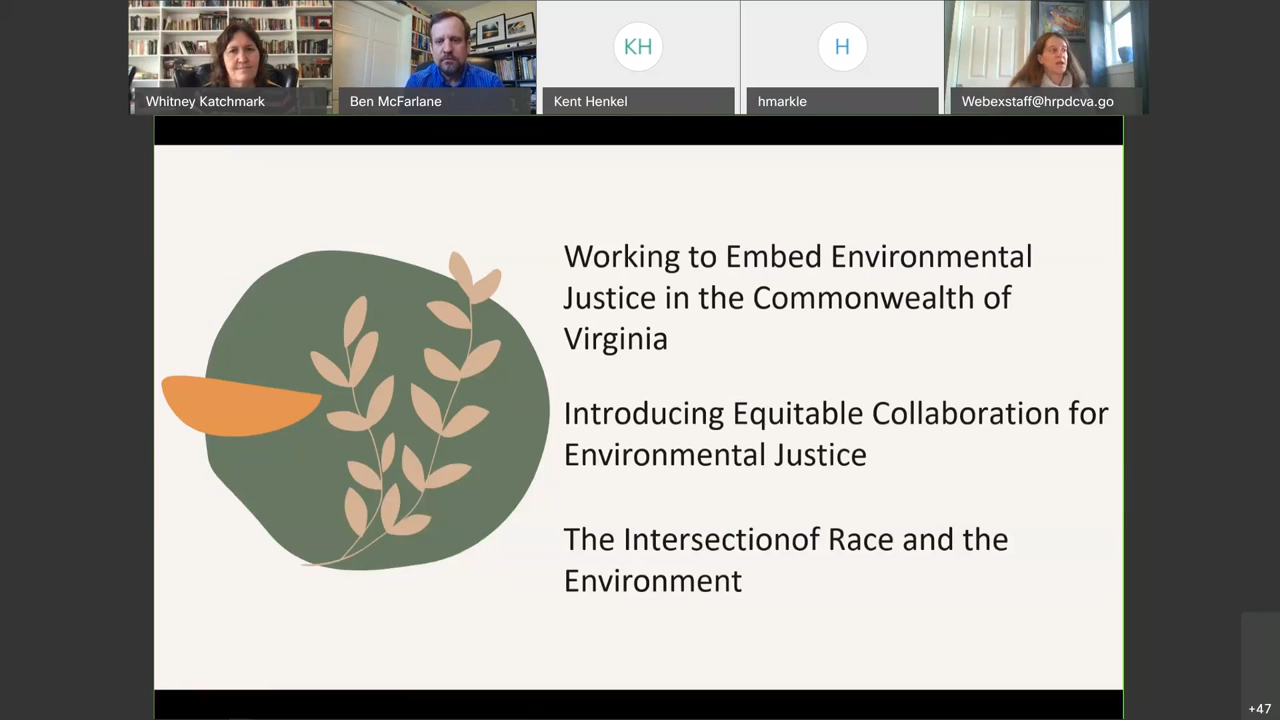 KH
H
Whitney Katchmark
Ben McFarlane
Kent Henkel
hmarkle
Webexstaff@hrpdcva.go
Working to Embed Environmental
Justice in the Commonwealth of
Virginia
Introducing Equitable Collaboration for
Environmental Justice
The Intersectionof Race and the
Environment
+47